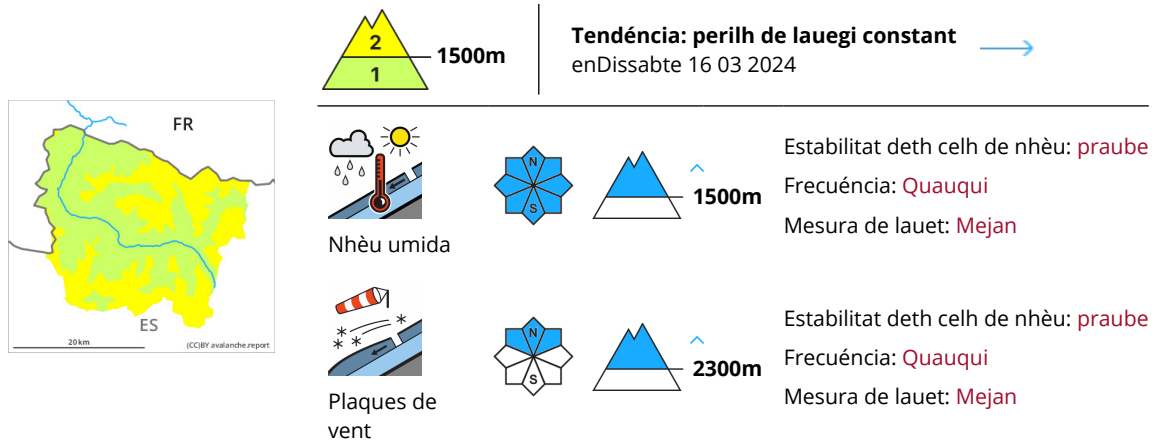 2
1
1500m
Tendéncia: perilh de lauegi constant
enDissabte 16 03 2024
FR
ES
20 km
(CC)BY avalanche.report
Nhèu umida
N
S
1500m
Estabilitat deth celh de nhèu: praube
Frecuéncia: Quauqui
Mesura de lauet: Mejan
Plaques de
vent
N
S
2300m
Estabilitat deth celh de nhèu: praube
Frecuéncia: Quauqui
Mesura de lauet: Mejan